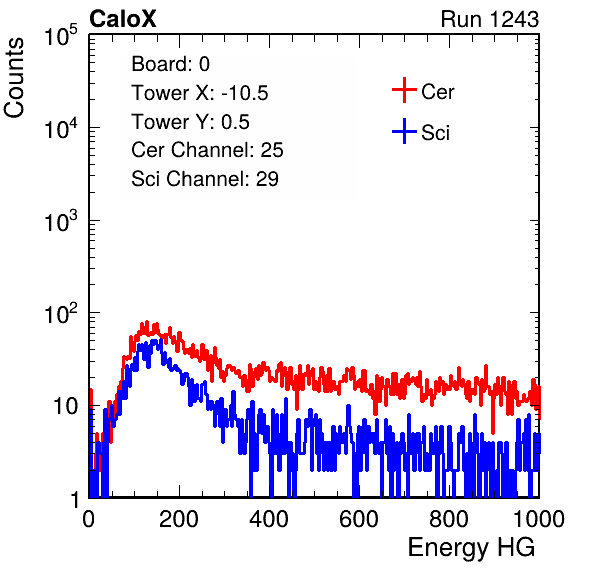 CaloX Run 1243
Counts
10^5
10^4
10^3
10^2
10
1
Board: 0
Tower X: -10.5
Tower Y: 0.5
Cer Channel: 25
Sci Channel: 29
Cer
Sci
0 200 400 600 800 1000
Energy HG